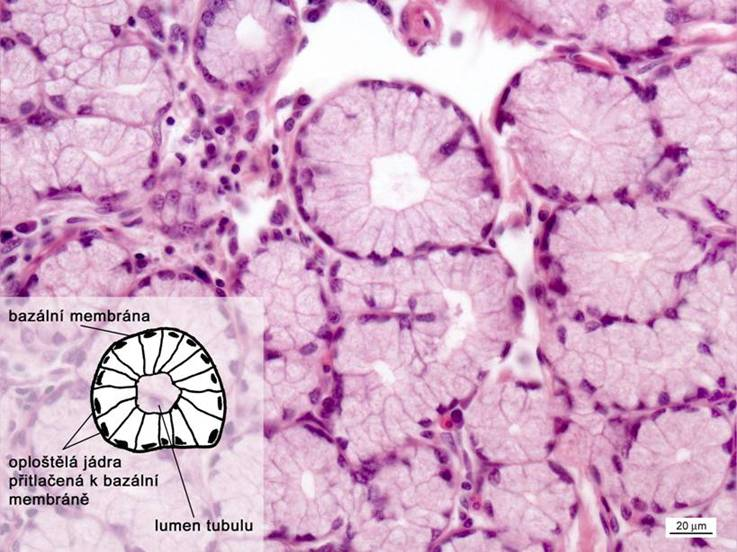 bazální membrána
oploštělá jádra
přitlačená k bazální
membráně
lumen tubulu
20 µm